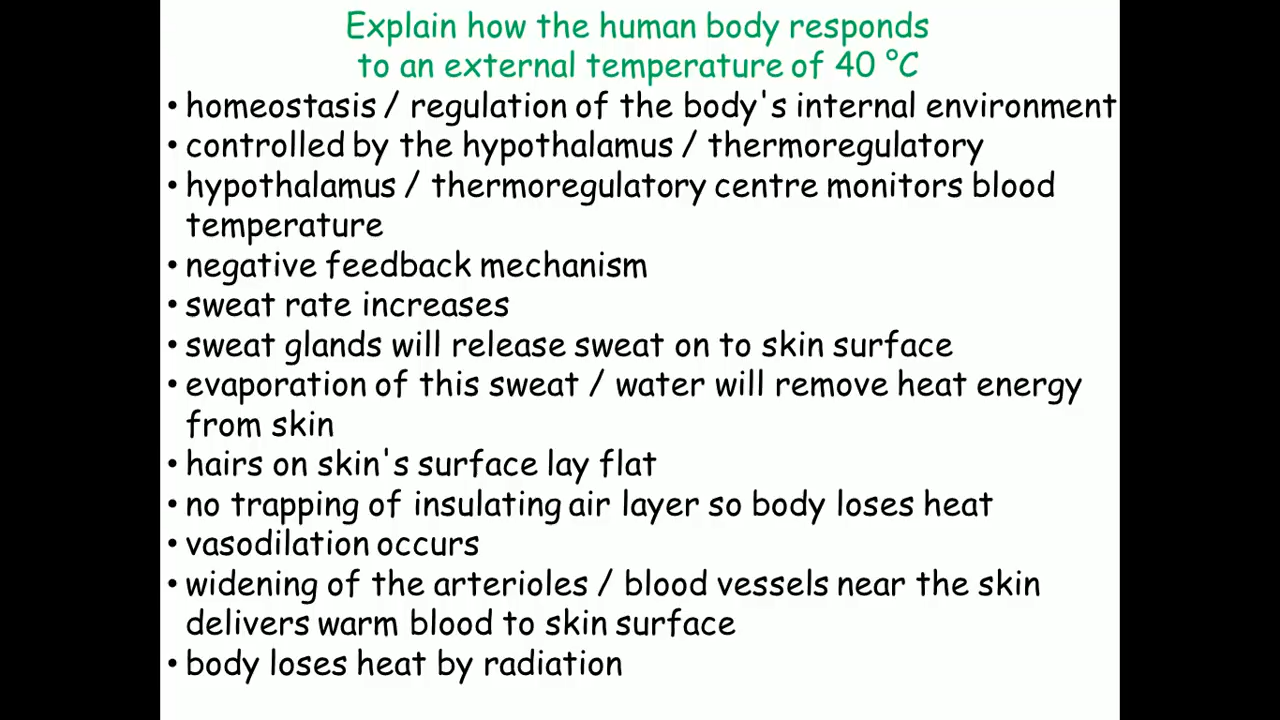 Explain how the human body responds
to an external temperature of 40 °C
• homeostasis / regulation of the body's internal environment
• controlled by the hypothalamus / thermoregulatory
• hypothalamus / thermoregulatory centre monitors blood
temperature
• negative feedback mechanism
• sweat rate increases
• sweat glands will release sweat on to skin surface
• evaporation of this sweat / water will remove heat energy
from skin
• hairs on skin's surface lay flat
• no trapping of insulating air layer so body loses heat
• vasodilation occurs
• widening of the arterioles / blood vessels near the skin
delivers warm blood to skin surface
• body loses heat by radiation